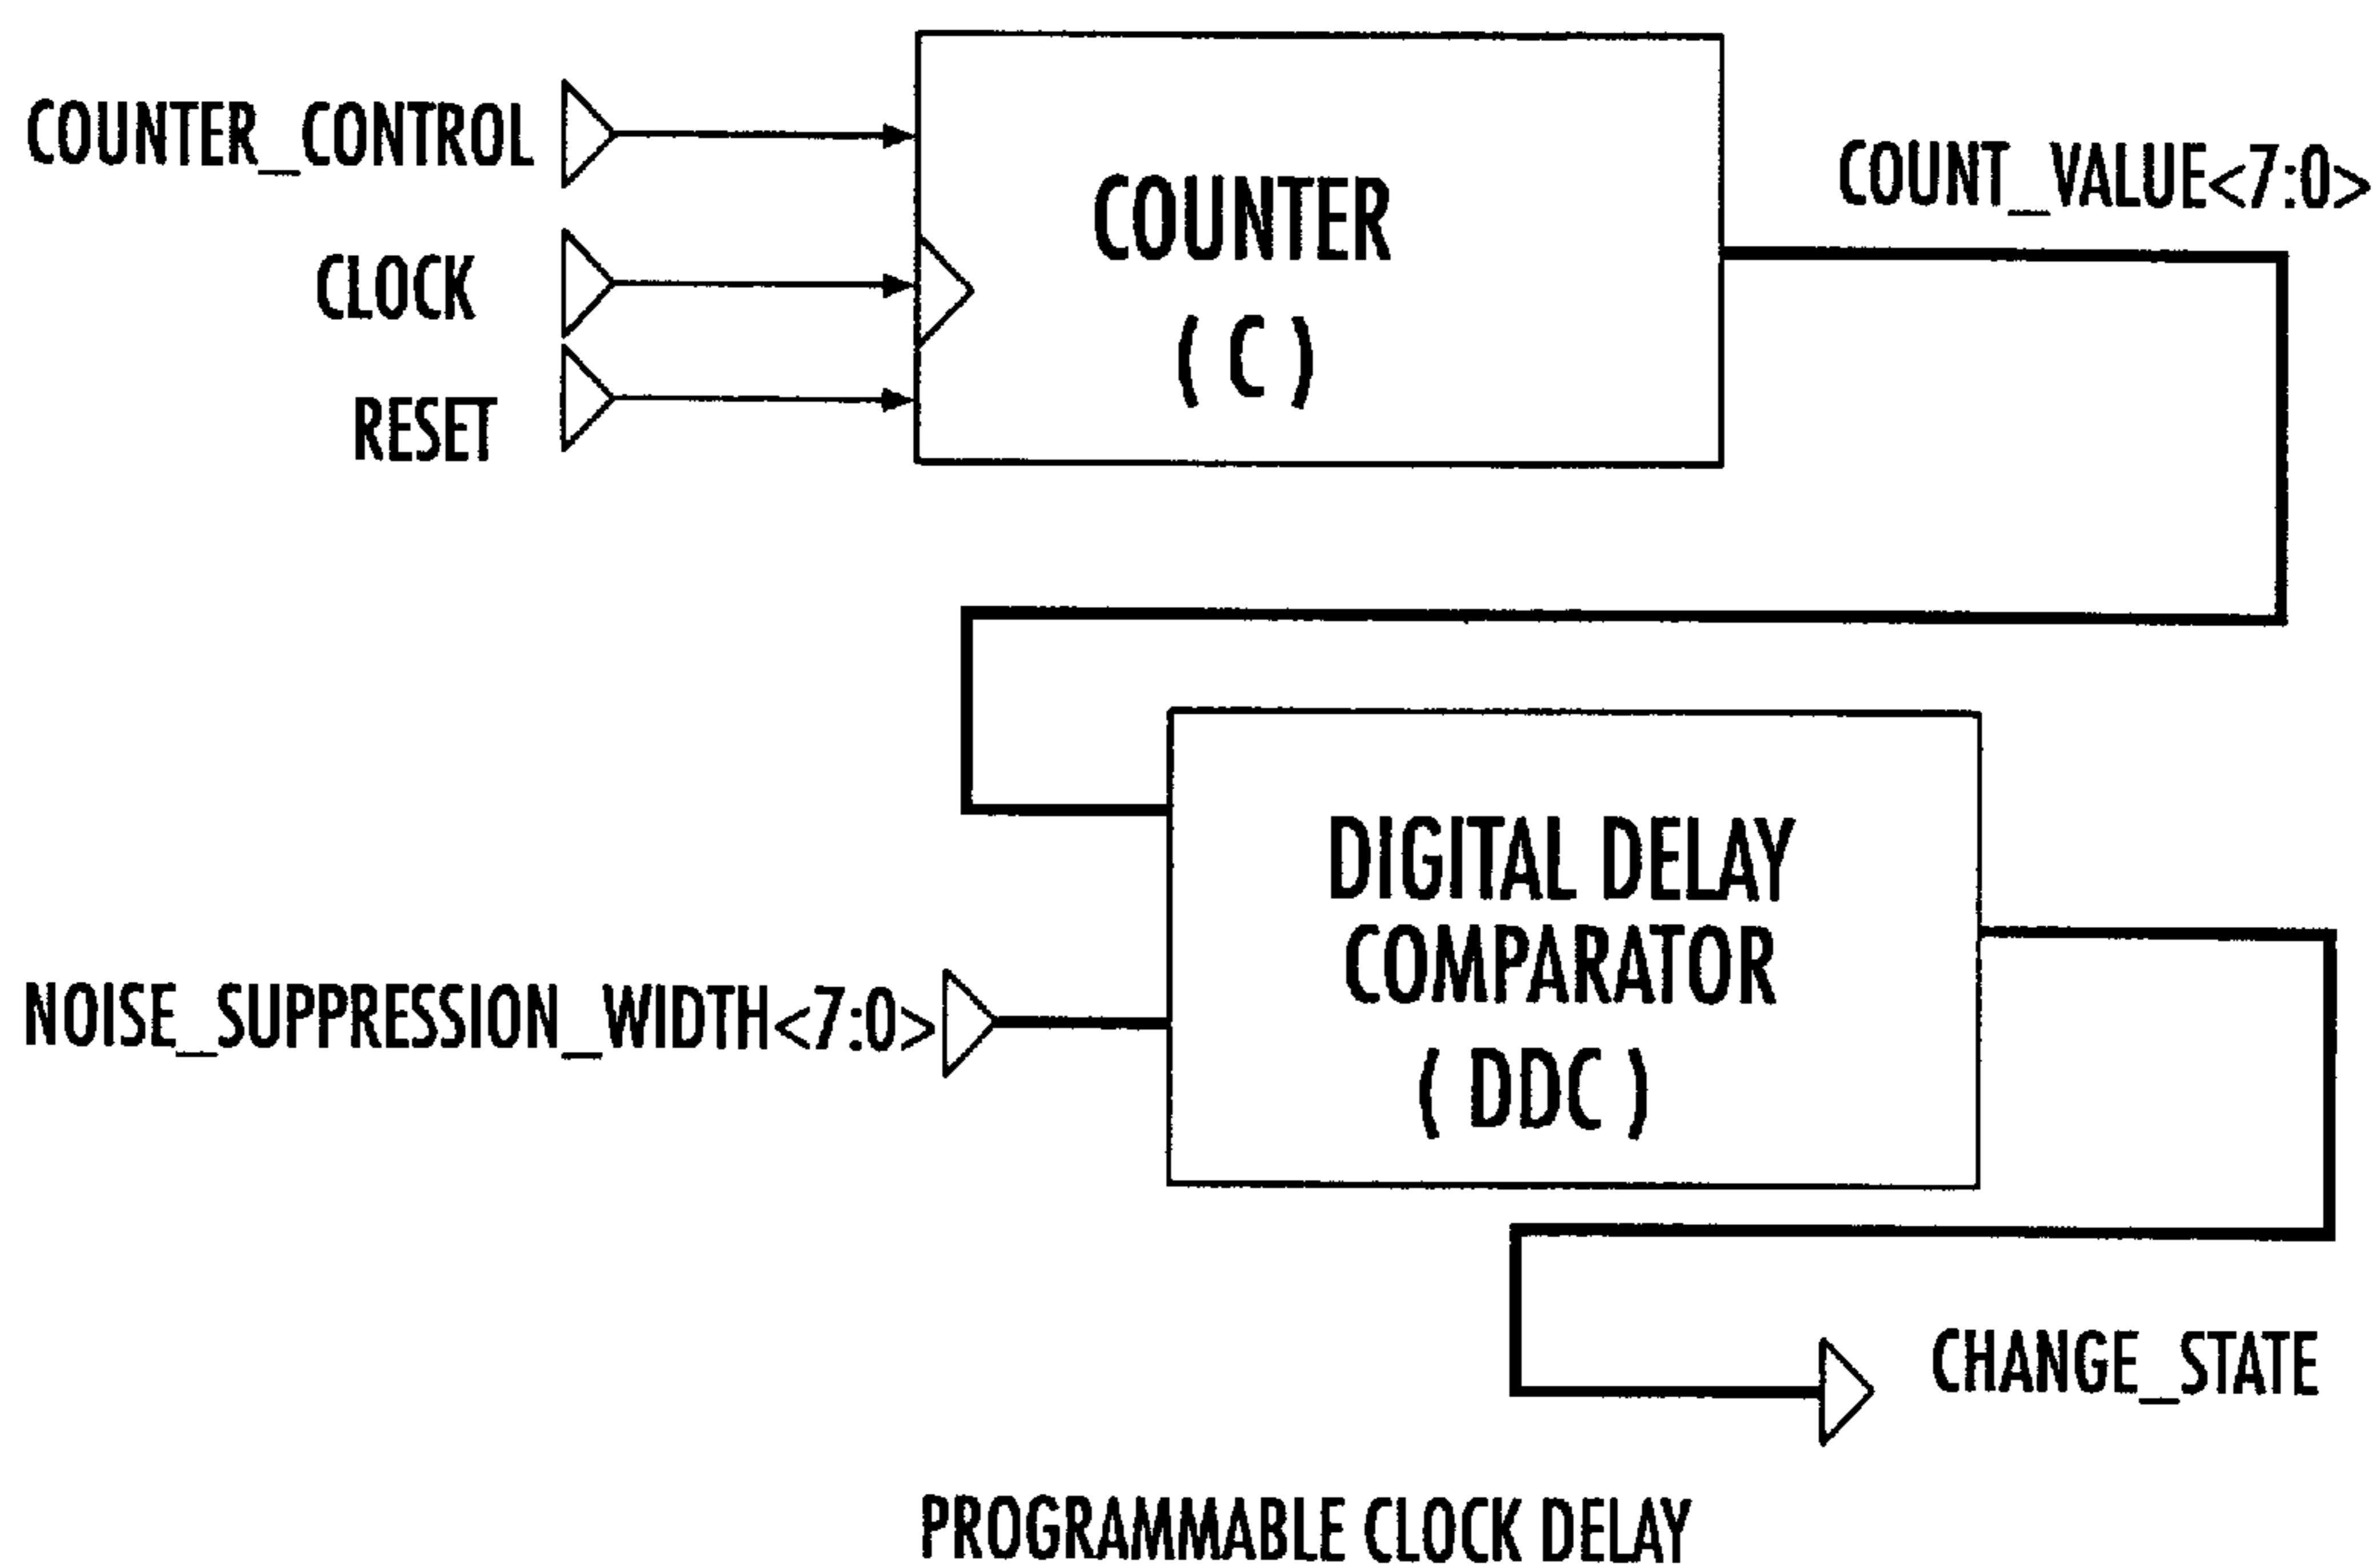 COUNTER_CONTROL
CLOCK
RESET
COUNTER
( C )
COUNT_VALUE<7:0>
DIGITAL DELAY
COMPARATOR
( DDC )
NOISE_SUPPRESSION_WIDTH<7:0>
CHANGE_STATE
PROGRAMMABLE CLOCK DELAY